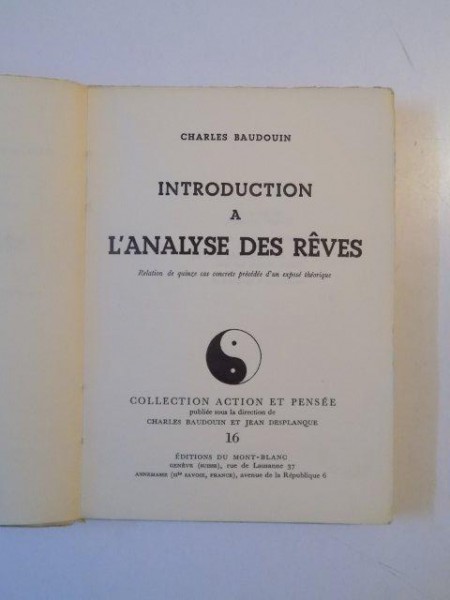 CHARLES BAUDOUIN
INTRODUCTION
A
L'ANALYSE DES RÊVES
Relation de quinze cas concrets précédée d'un exposé théorique
COLLECTION ACTION ET PENSÉE
publiée sous la direction de
CHARLES BAUDOUIN ET JEAN DESPLANQUE
16
ÉDITIONS DU MONT-BLANC
GENÈVE (SUISSE), rue de Lausanne 37
ANNEMASSE (Hte SAVOIE, FRANCE), avenue de la République 6